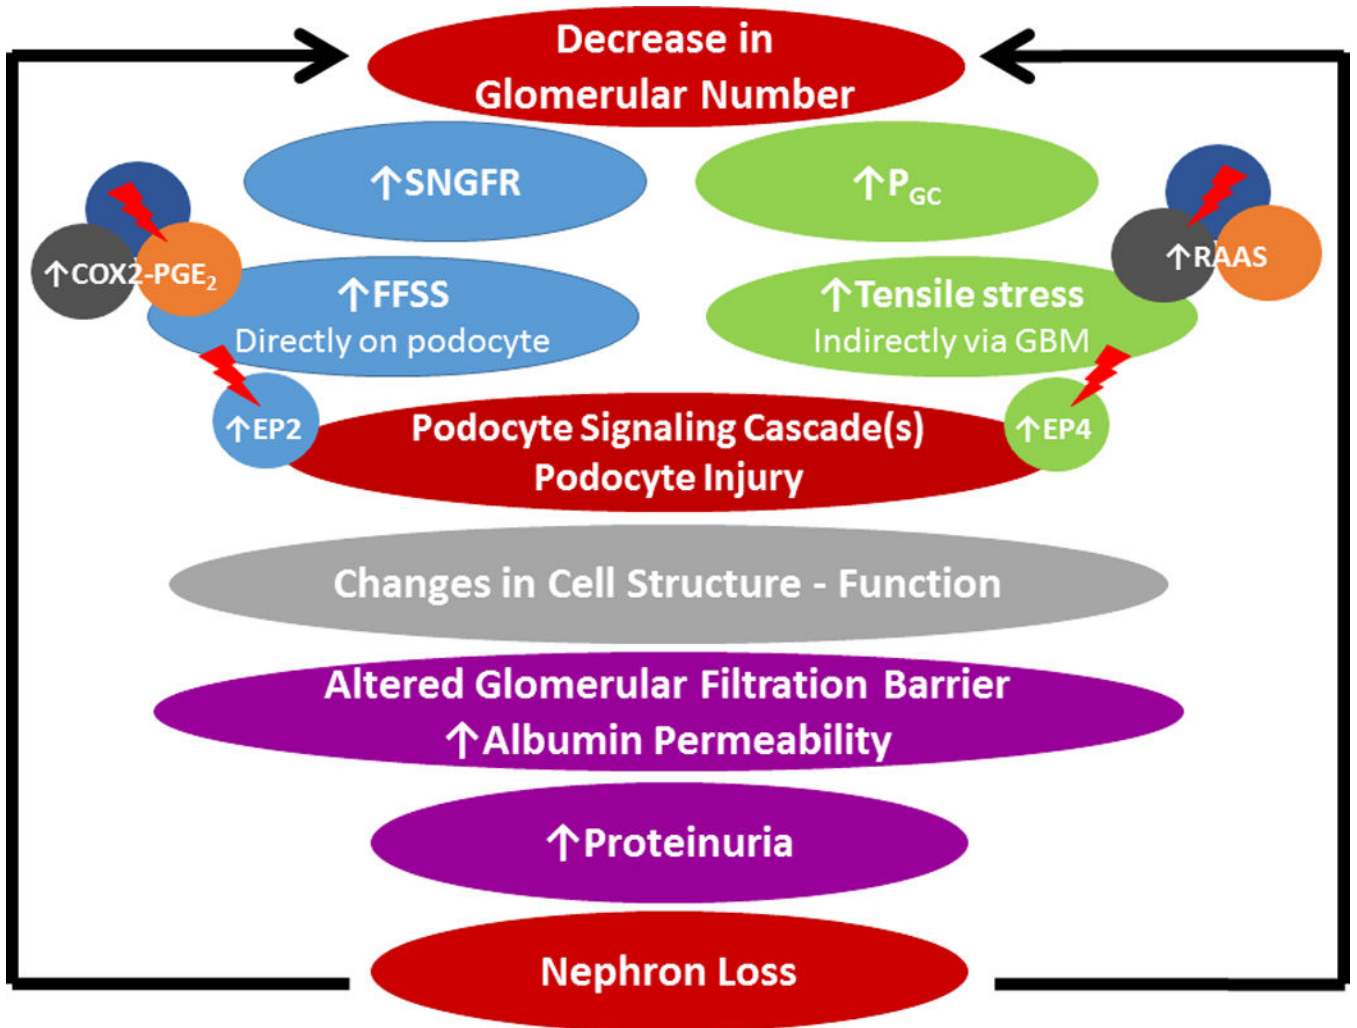 Decrease in
Glomerular Number
↑SNGFR
↑P_GC
↑COX2-PGE₂
↑RAAS
↑FFSS
Directly on podocyte
↑Tensile stress
Indirectly via GBM
↑EP2
Podocyte Signaling Cascade(s)
Podocyte Injury
↑EP4
Changes in Cell Structure - Function
Altered Glomerular Filtration Barrier
↑Albumin Permeability
↑Proteinuria
Nephron Loss